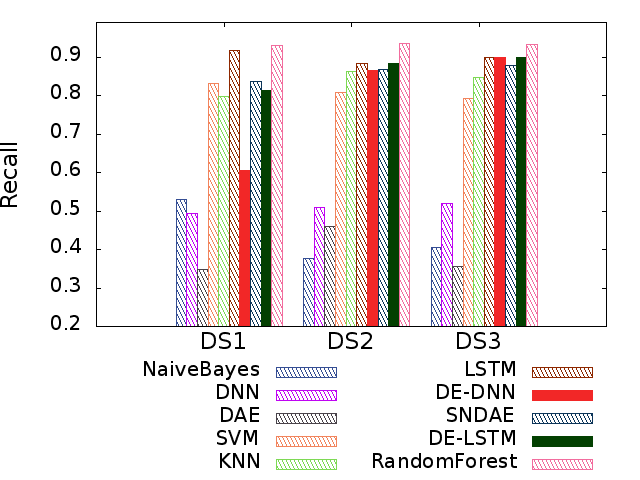 Recall
0.9
0.8
0.7
0.6
0.5
0.4
0.3
0.2
DS1 DS2 DS3
NaiveBayes LSTM
DNN DE-DNN
DAE SNDAE
SVM DE-LSTM
KNN RandomForest